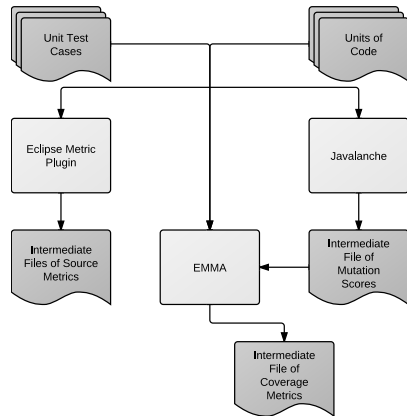 Unit Test
Cases
Units of
Code
Eclipse Metric
Plugin
Javalanche
Intermediate
Files of Source
Metrics
EMMA
Intermediate
File of
Mutation
Scores
Intermediate
File of
Coverage
Metrics